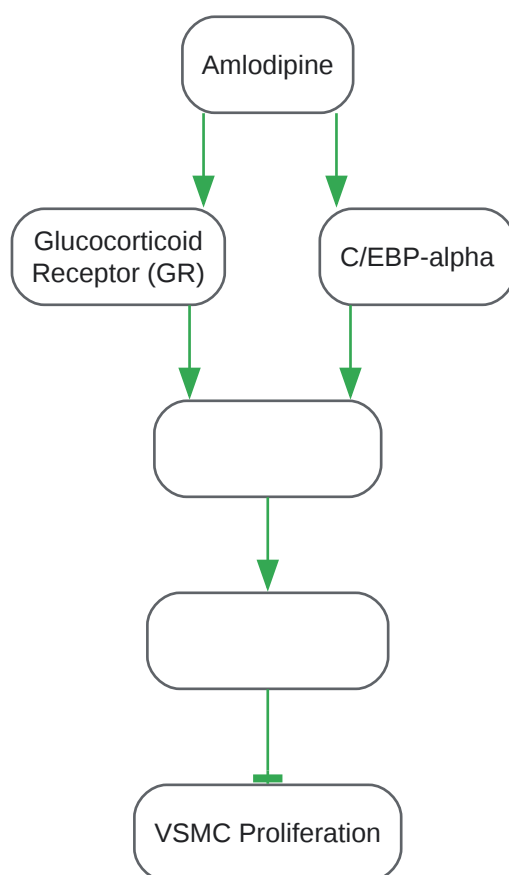 Amlodipine
Glucocorticoid
Receptor (GR)
C/EBP-alpha
VSMC Proliferation